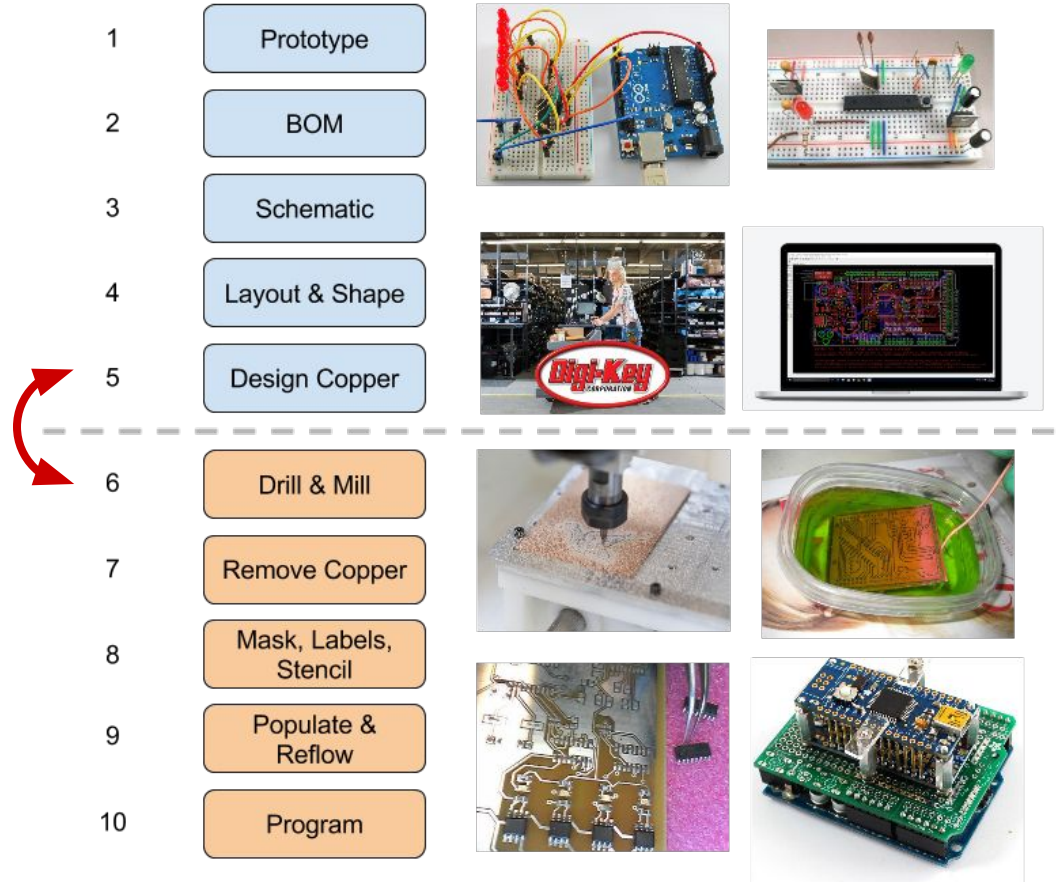 1
Prototype
2
BOM
3
Schematic
4
Layout & Shape
5
Design Copper
Digi-Key
CORPORATION
6
Drill & Mill
7
Remove Copper
8
Mask, Labels,
Stencil
9
Populate &
Reflow
10
Program